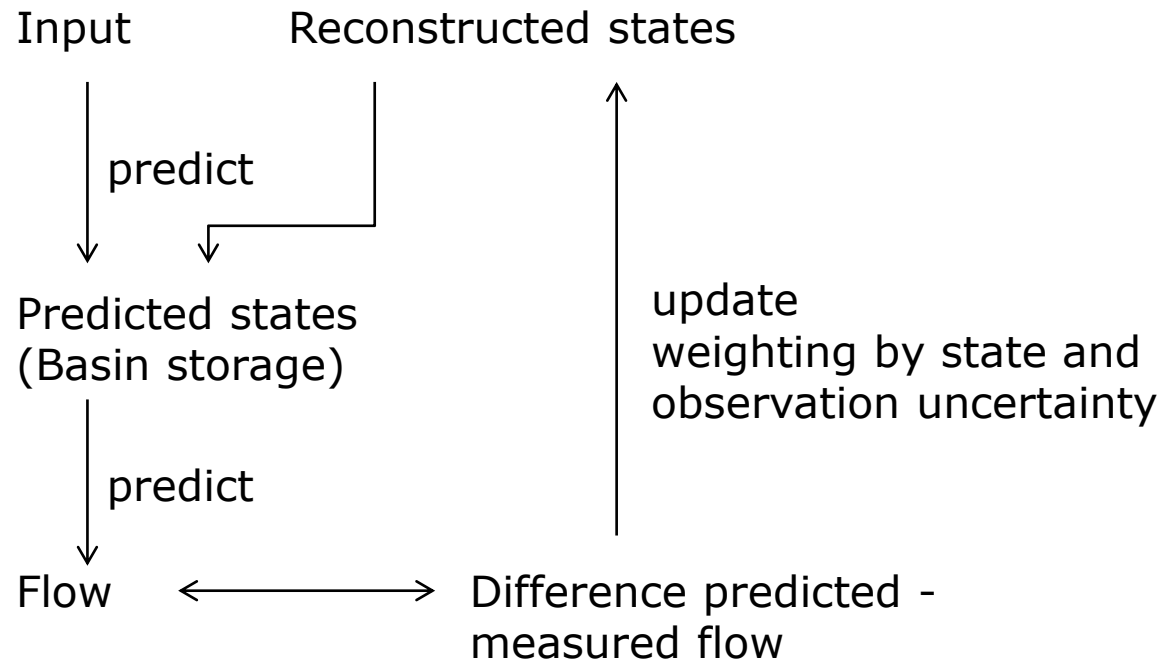 Input
Reconstructed states
predict
Predicted states
(Basin storage)
update
weighting by state and
observation uncertainty
predict
Flow
Difference predicted -
measured flow